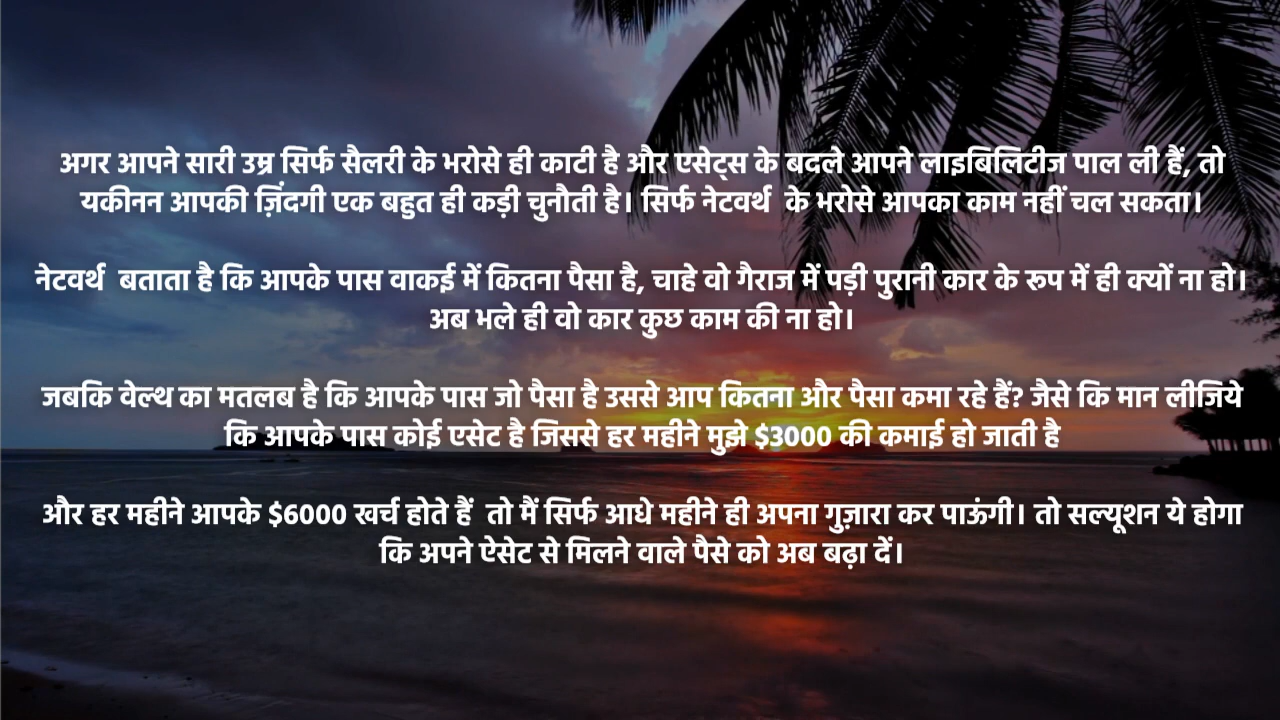 अगर आपने सारी उम्र सिर्फ सैलरी के भरोसे ही काटी है और एसेट्स के बदले आपने लाइबिलिटीज पाल ली हैं, तो
यकीनन आपकी ज़िंदगी एक बहुत ही कड़ी चुनौती है। सिर्फ नेटवर्थ के भरोसे आपका काम नहीं चल सकता।
नेटवर्थ बताता है कि आपके पास वाकई में कितना पैसा है, चाहे वो गैराज में पड़ी पुरानी कार के रूप में ही क्यों ना हो।
अब भले ही वो कार कुछ काम की ना हो।
जबकि वेल्थ का मतलब है कि आपके पास जो पैसा है उससे आप कितना और पैसा कमा रहे हैं? जैसे कि मान लीजिये
कि आपके पास कोई एसेट है जिससे हर महीने मुझे $3000 की कमाई हो जाती है
और हर महीने आपके $6000 खर्च होते हैं तो मैं सिर्फ आधे महीने ही अपना गुज़ारा कर पाऊंगी। तो सल्यूशन ये होगा
कि अपने ऐसेट से मिलने वाले पैसे को अब बढ़ा दें।